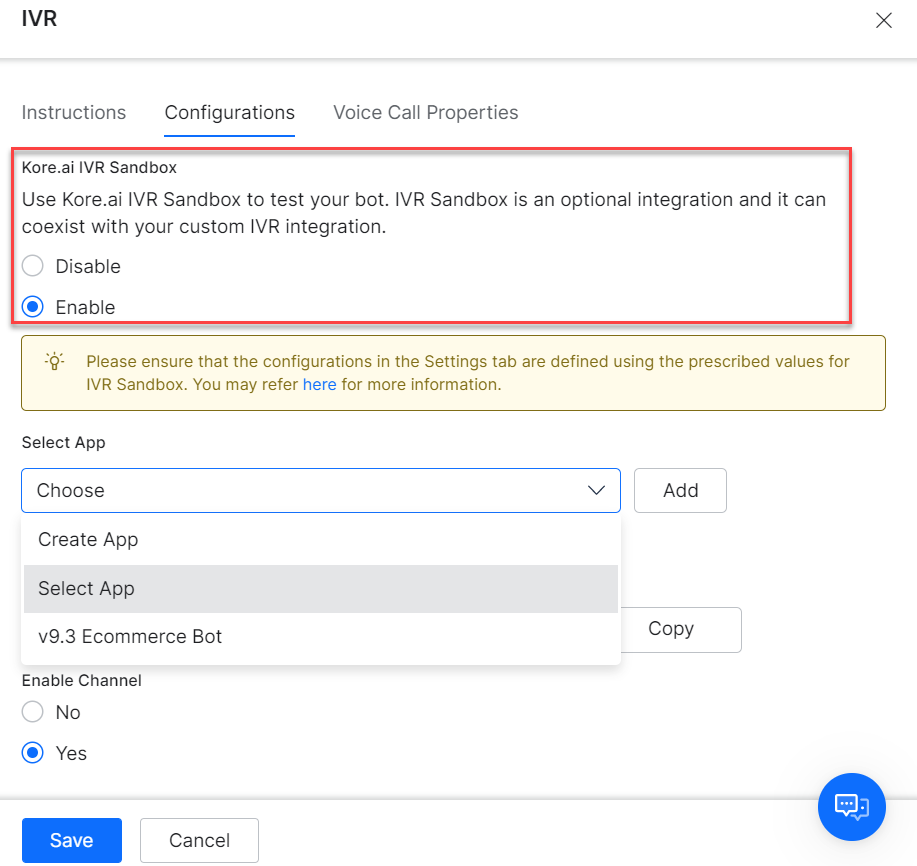 IVR
Instructions Configurations Voice Call Properties
Kore.ai IVR Sandbox
Use Kore.ai IVR Sandbox to test your bot. IVR Sandbox is an optional integration and it can
coexist with your custom IVR integration.
Disable
Enable
Please ensure that the configurations in the Settings tab are defined using the prescribed values for
IVR Sandbox. You may refer here for more information.
Select App
Choose Add
Create App
Select App
v9.3 Ecommerce Bot
Copy
Enable Channel
No
Yes
Save Cancel